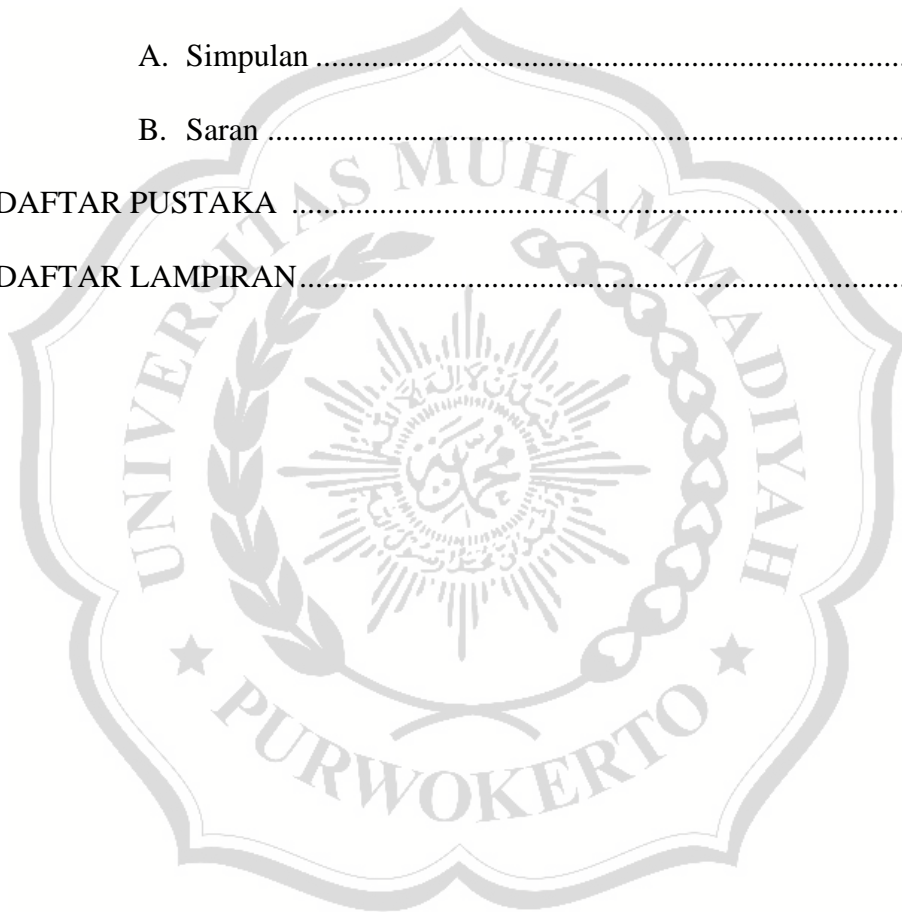 A. Simpulan ........................................................................
B. Saran ..............................................................................
DAFTAR PUSTAKA ...........................................................................
DAFTAR LAMPIRAN..........................................................................
UNIVERSITAS MUHAMMADIYAH
PURWOKERTO